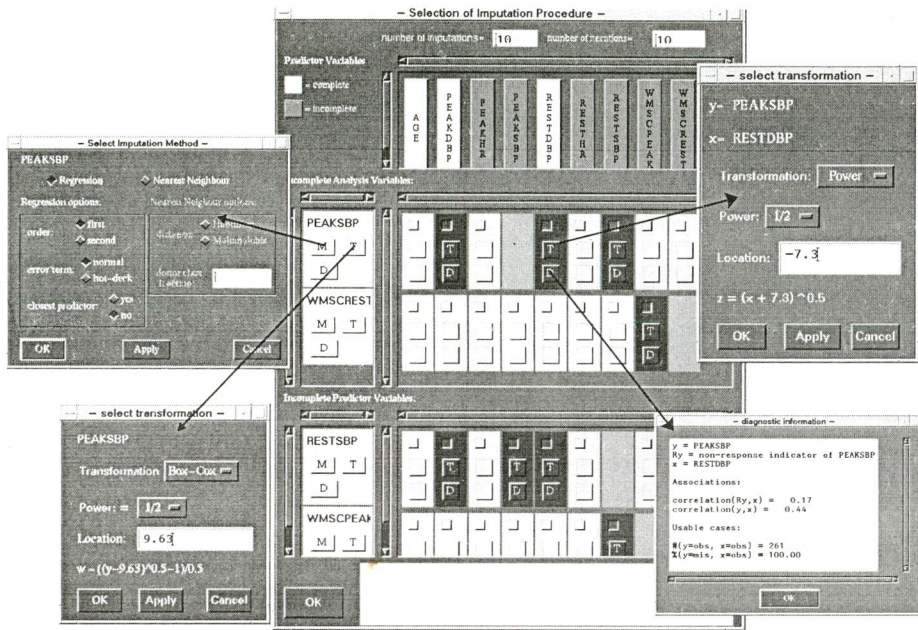 – Selection of Imputation Procedure –
number of imputations= 10 number of iterations= 10
Predictor Variables
= complete
= incomplete
AGE
PEAKDBP
PEAKHR
PEAKSBP
RESTDBP
RESTHR
RESTSBP
WMSCPEAK
WMSCREST
Incomplete Analysis Variables:
PEAKSBP
M T
D
WMSCREST
M T
D
T
D
T
D
T
D
T
D
Incomplete Predictor Variables:
RESTSBP
M T
D
WMSCPEAK
M T
T
D
T
D
T
D
T
OK
– Select Imputation Method –
PEAKSBP
Regression
Nearest Neighbour
Regression options:
Nearest Neighbour options:
order:
first
second
error term:
normal
hot-deck
closest predictor:
yes
no
distance:
donor class
fraction:
OK Apply Cancel
– select transformation –
PEAKSBP
Transformation Box-Cox
Power: = 1/2
Location: 9.63
w = ((y-9.63)^0.5-1)/0.5
OK Apply Cancel
– select transformation –
y= PEAKSBP
x= RESTDBP
Transformation: Power
Power: 1/2
Location: -7.3
z = (x + 7.3) ^0.5
OK Apply Cancel
– diagnostic information –
y = PEAKSBP
Ry = non-response indicator of PEAKSBP
x = RESTDBP
Associations:
correlation(Ry,x) = 0.17
correlation(y,x) = 0.44
Usable cases:
#(y=obs, x=obs) = 261
%(y=mis, x=obs) = 100.00
OK